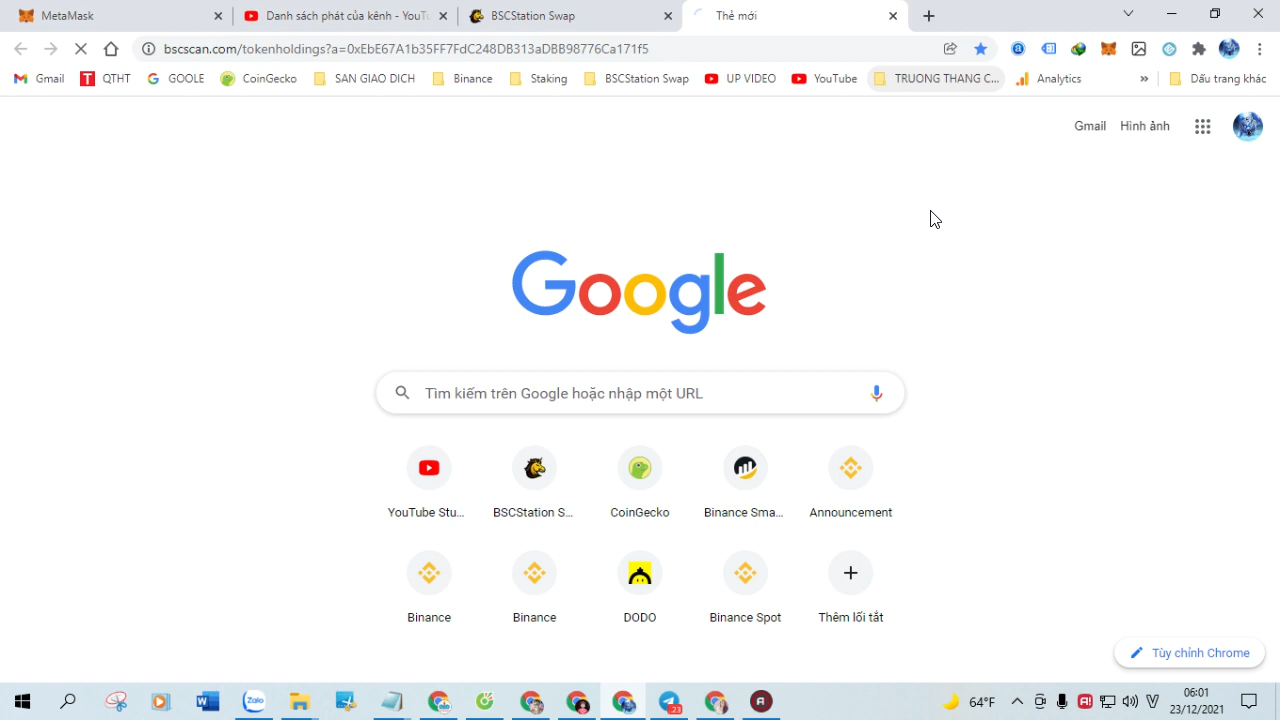 MetaMask
Danh sách phát của kênh - YouT
BSCStation Swap
Thẻ mới
bscscan.com/tokenholdings?a=0xEbE67A1b35FF7FdC248DB313aDBB98776Ca171f5
Gmail
QTHT
GOOLE
CoinGecko
SAN GIAO DICH
Binance
Staking
BSCStation Swap
UP VIDEO
YouTube
TRUONG THANG C...
Analytics
»
Dấu trang khác
Gmail
Hình ảnh
Google
Tìm kiếm trên Google hoặc nhập một URL
YouTube Stu...
BSCStation S...
CoinGecko
Binance Sma...
Announcement
Binance
Binance
DODO
Binance Spot
Thêm lối tắt
Tùy chỉnh Chrome
Zalo
23
64°F
06:01
23/12/2021